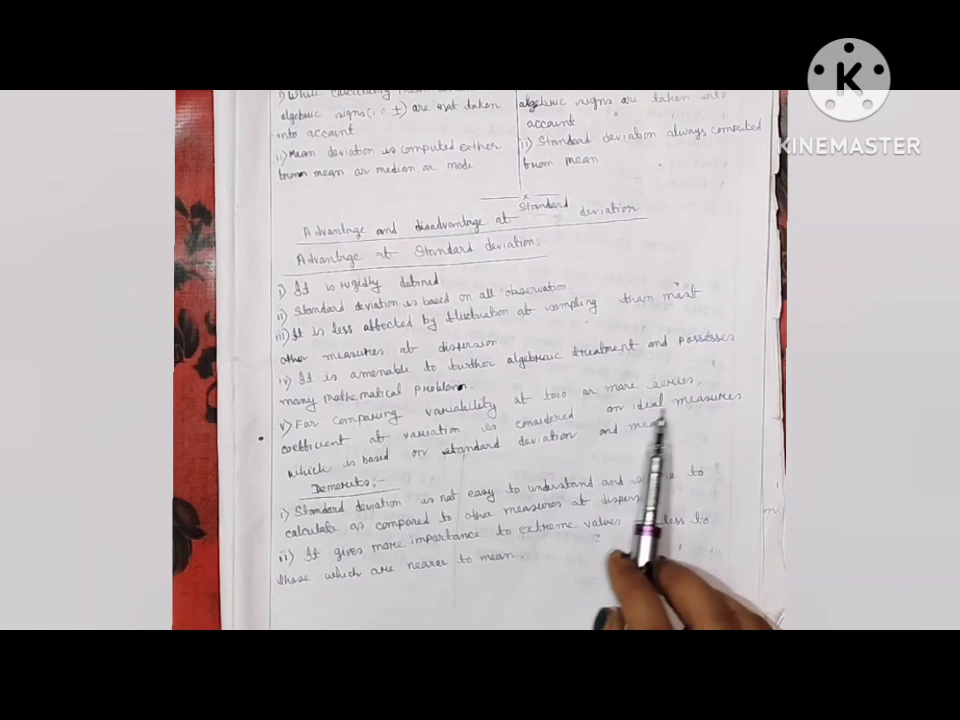 i) While calculating mean
algebraic signs (i.e ±) are not taken
into account
ii) Mean deviation is computed either
from mean or median or mode
algebraic signs are taken into
account
ii) Standard deviation always computed
from mean
Advantage and disadvantage of Standard deviation
Advantage of Standard deviation:
i) It is rigidly defined
ii) Standard deviation is based on all observation.
iii) It is less affected by fluctuation of sampling than most
other measures of dispersion
iv) It is amenable to further algebraic treatment and possesses
many mathematical problem.
v) For comparing variability of two or more series,
coefficient of variation is considered an ideal measures
which is based on standard deviation and
Demerits:-
i) Standard deviation is not easy to understand and to
calculate as compared to other measures of
ii) It gives more importance to extreme values less to
those which are nearer to mean.
K
KINEMASTER